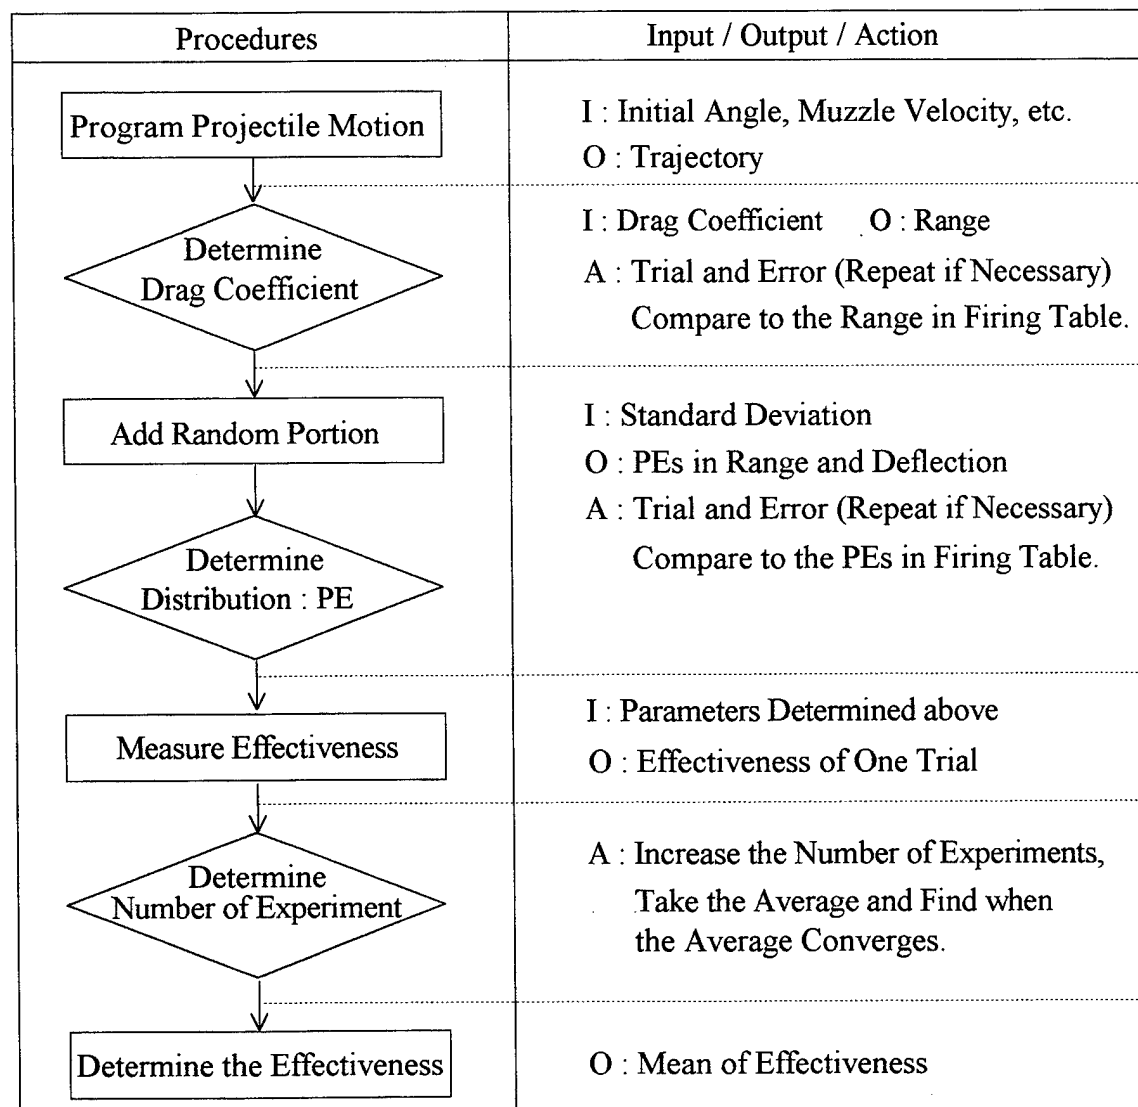 Procedures
Input / Output / Action
Program Projectile Motion
I : Initial Angle, Muzzle Velocity, etc.
O : Trajectory
Determine
Drag Coefficient
I : Drag Coefficient O : Range
A : Trial and Error (Repeat if Necessary)
Compare to the Range in Firing Table.
Add Random Portion
I : Standard Deviation
O : PEs in Range and Deflection
A : Trial and Error (Repeat if Necessary)
Compare to the PEs in Firing Table.
Determine
Distribution : PE
Measure Effectiveness
I : Parameters Determined above
O : Effectiveness of One Trial
Determine
Number of Experiment
A : Increase the Number of Experiments,
Take the Average and Find when
the Average Converges.
Determine the Effectiveness
O : Mean of Effectiveness